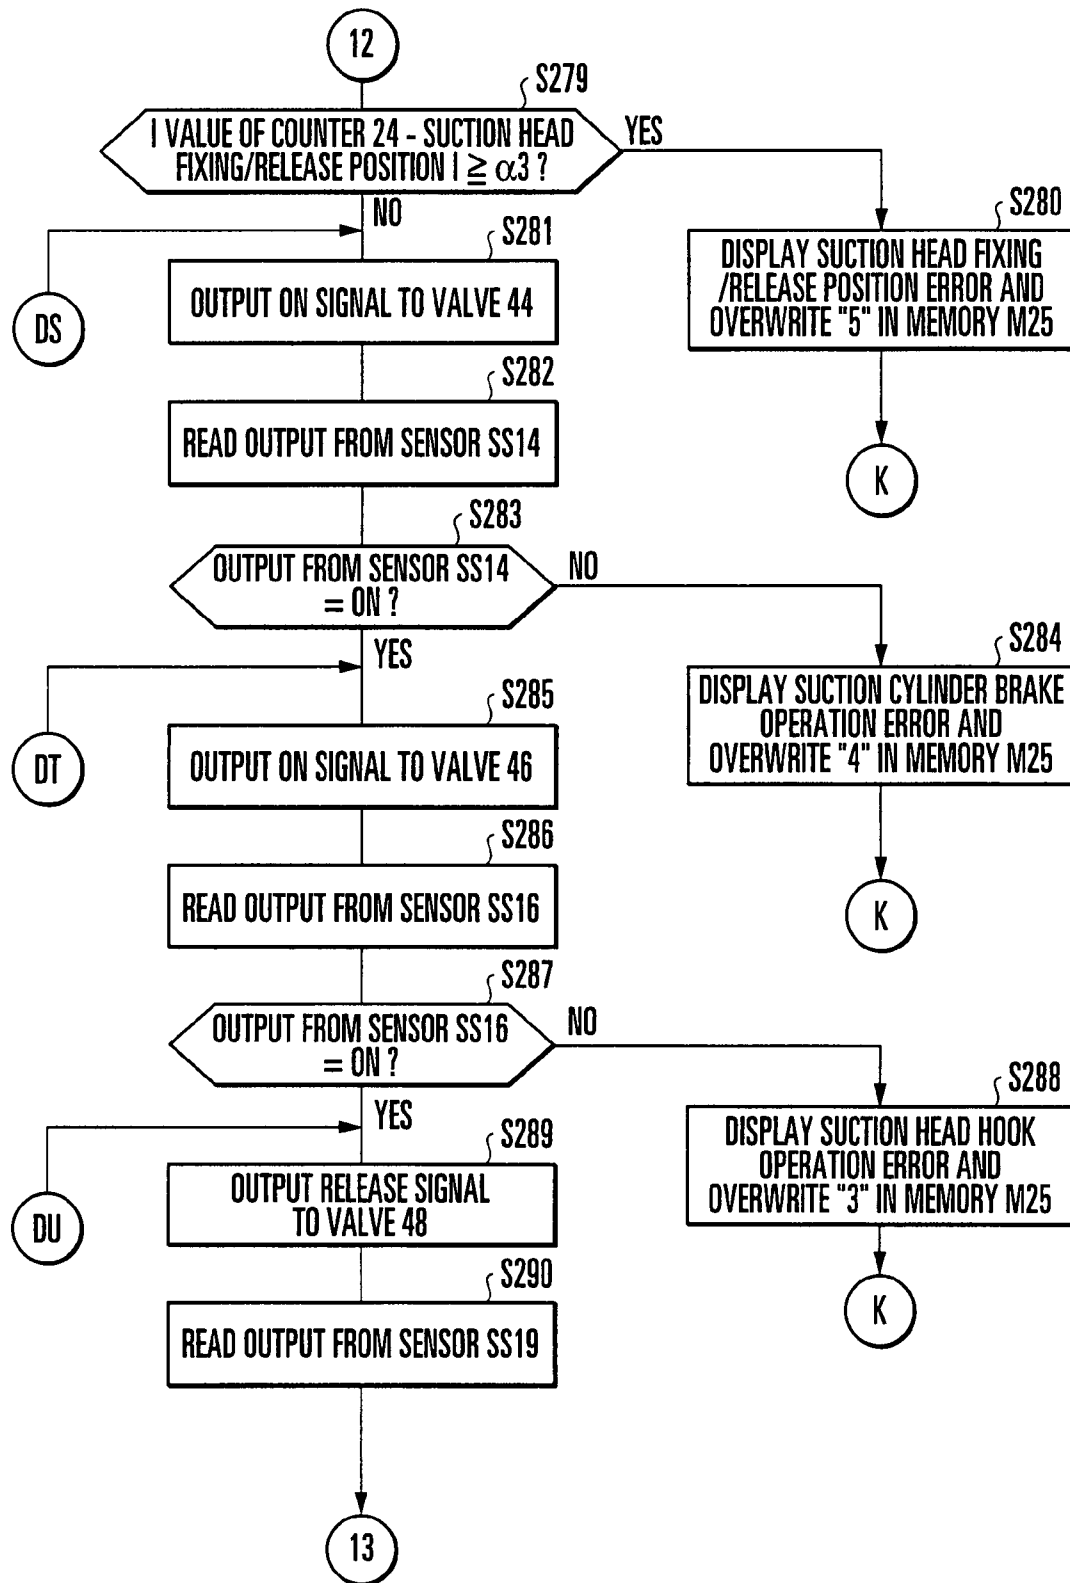 12
S279
| VALUE OF COUNTER 24 - SUCTION HEAD
FIXING/RELEASE POSITION | ≧ α3 ?
YES
NO
S280
DISPLAY SUCTION HEAD FIXING
/RELEASE POSITION ERROR AND
OVERWRITE "5" IN MEMORY M25
K
DS
S281
OUTPUT ON SIGNAL TO VALVE 44
S282
READ OUTPUT FROM SENSOR SS14
S283
OUTPUT FROM SENSOR SS14
= ON ?
NO
YES
S284
DISPLAY SUCTION CYLINDER BRAKE
OPERATION ERROR AND
OVERWRITE "4" IN MEMORY M25
K
DT
S285
OUTPUT ON SIGNAL TO VALVE 46
S286
READ OUTPUT FROM SENSOR SS16
S287
OUTPUT FROM SENSOR SS16
= ON ?
NO
YES
S288
DISPLAY SUCTION HEAD HOOK
OPERATION ERROR AND
OVERWRITE "3" IN MEMORY M25
K
DU
S289
OUTPUT RELEASE SIGNAL
TO VALVE 48
S290
READ OUTPUT FROM SENSOR SS19
13